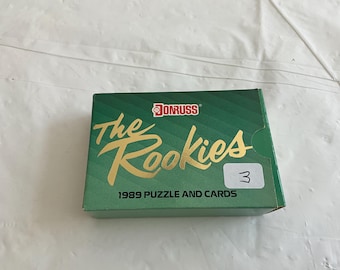 DONRUSS
The
Rookies
3
1989 PUZZLE AND CARDS